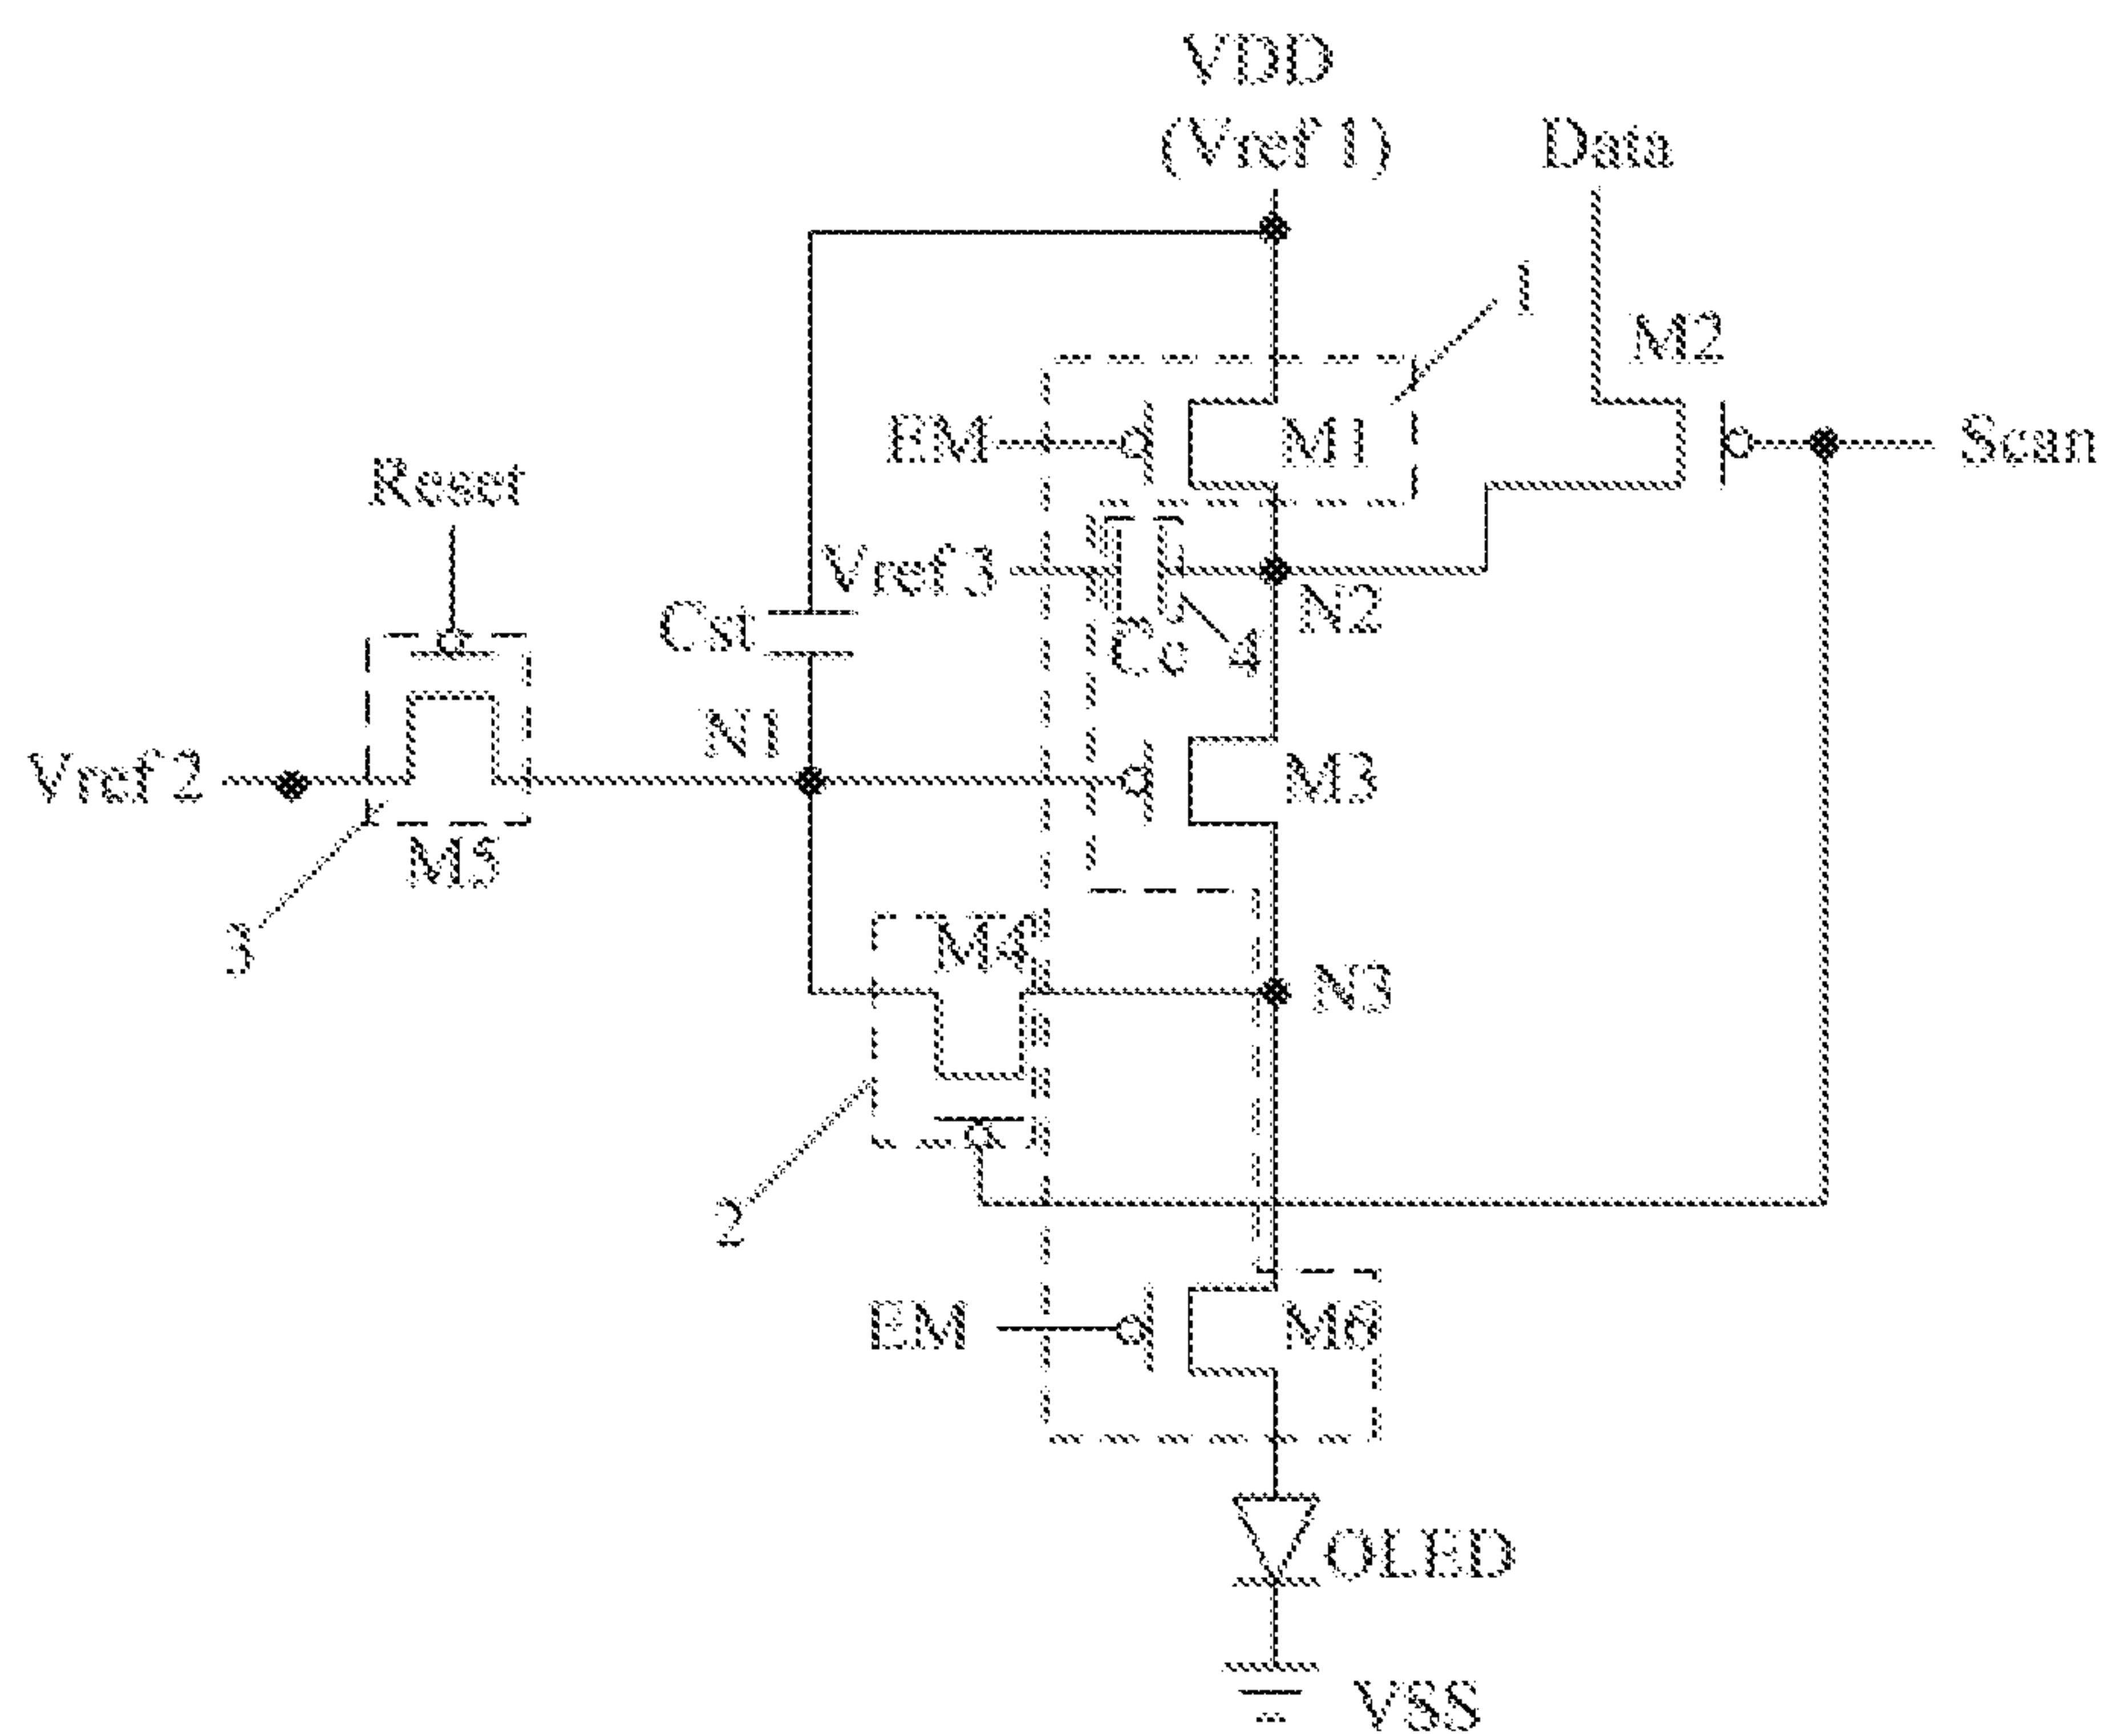 VDD
(Vref 1)
Data
1
M2
EM
M1
Scan
Reset
Vref 3
N2
Cst
Cc
4
N1
Vref 2
M3
M5
3
M4
N3
2
EM
M6
OLED
VSS